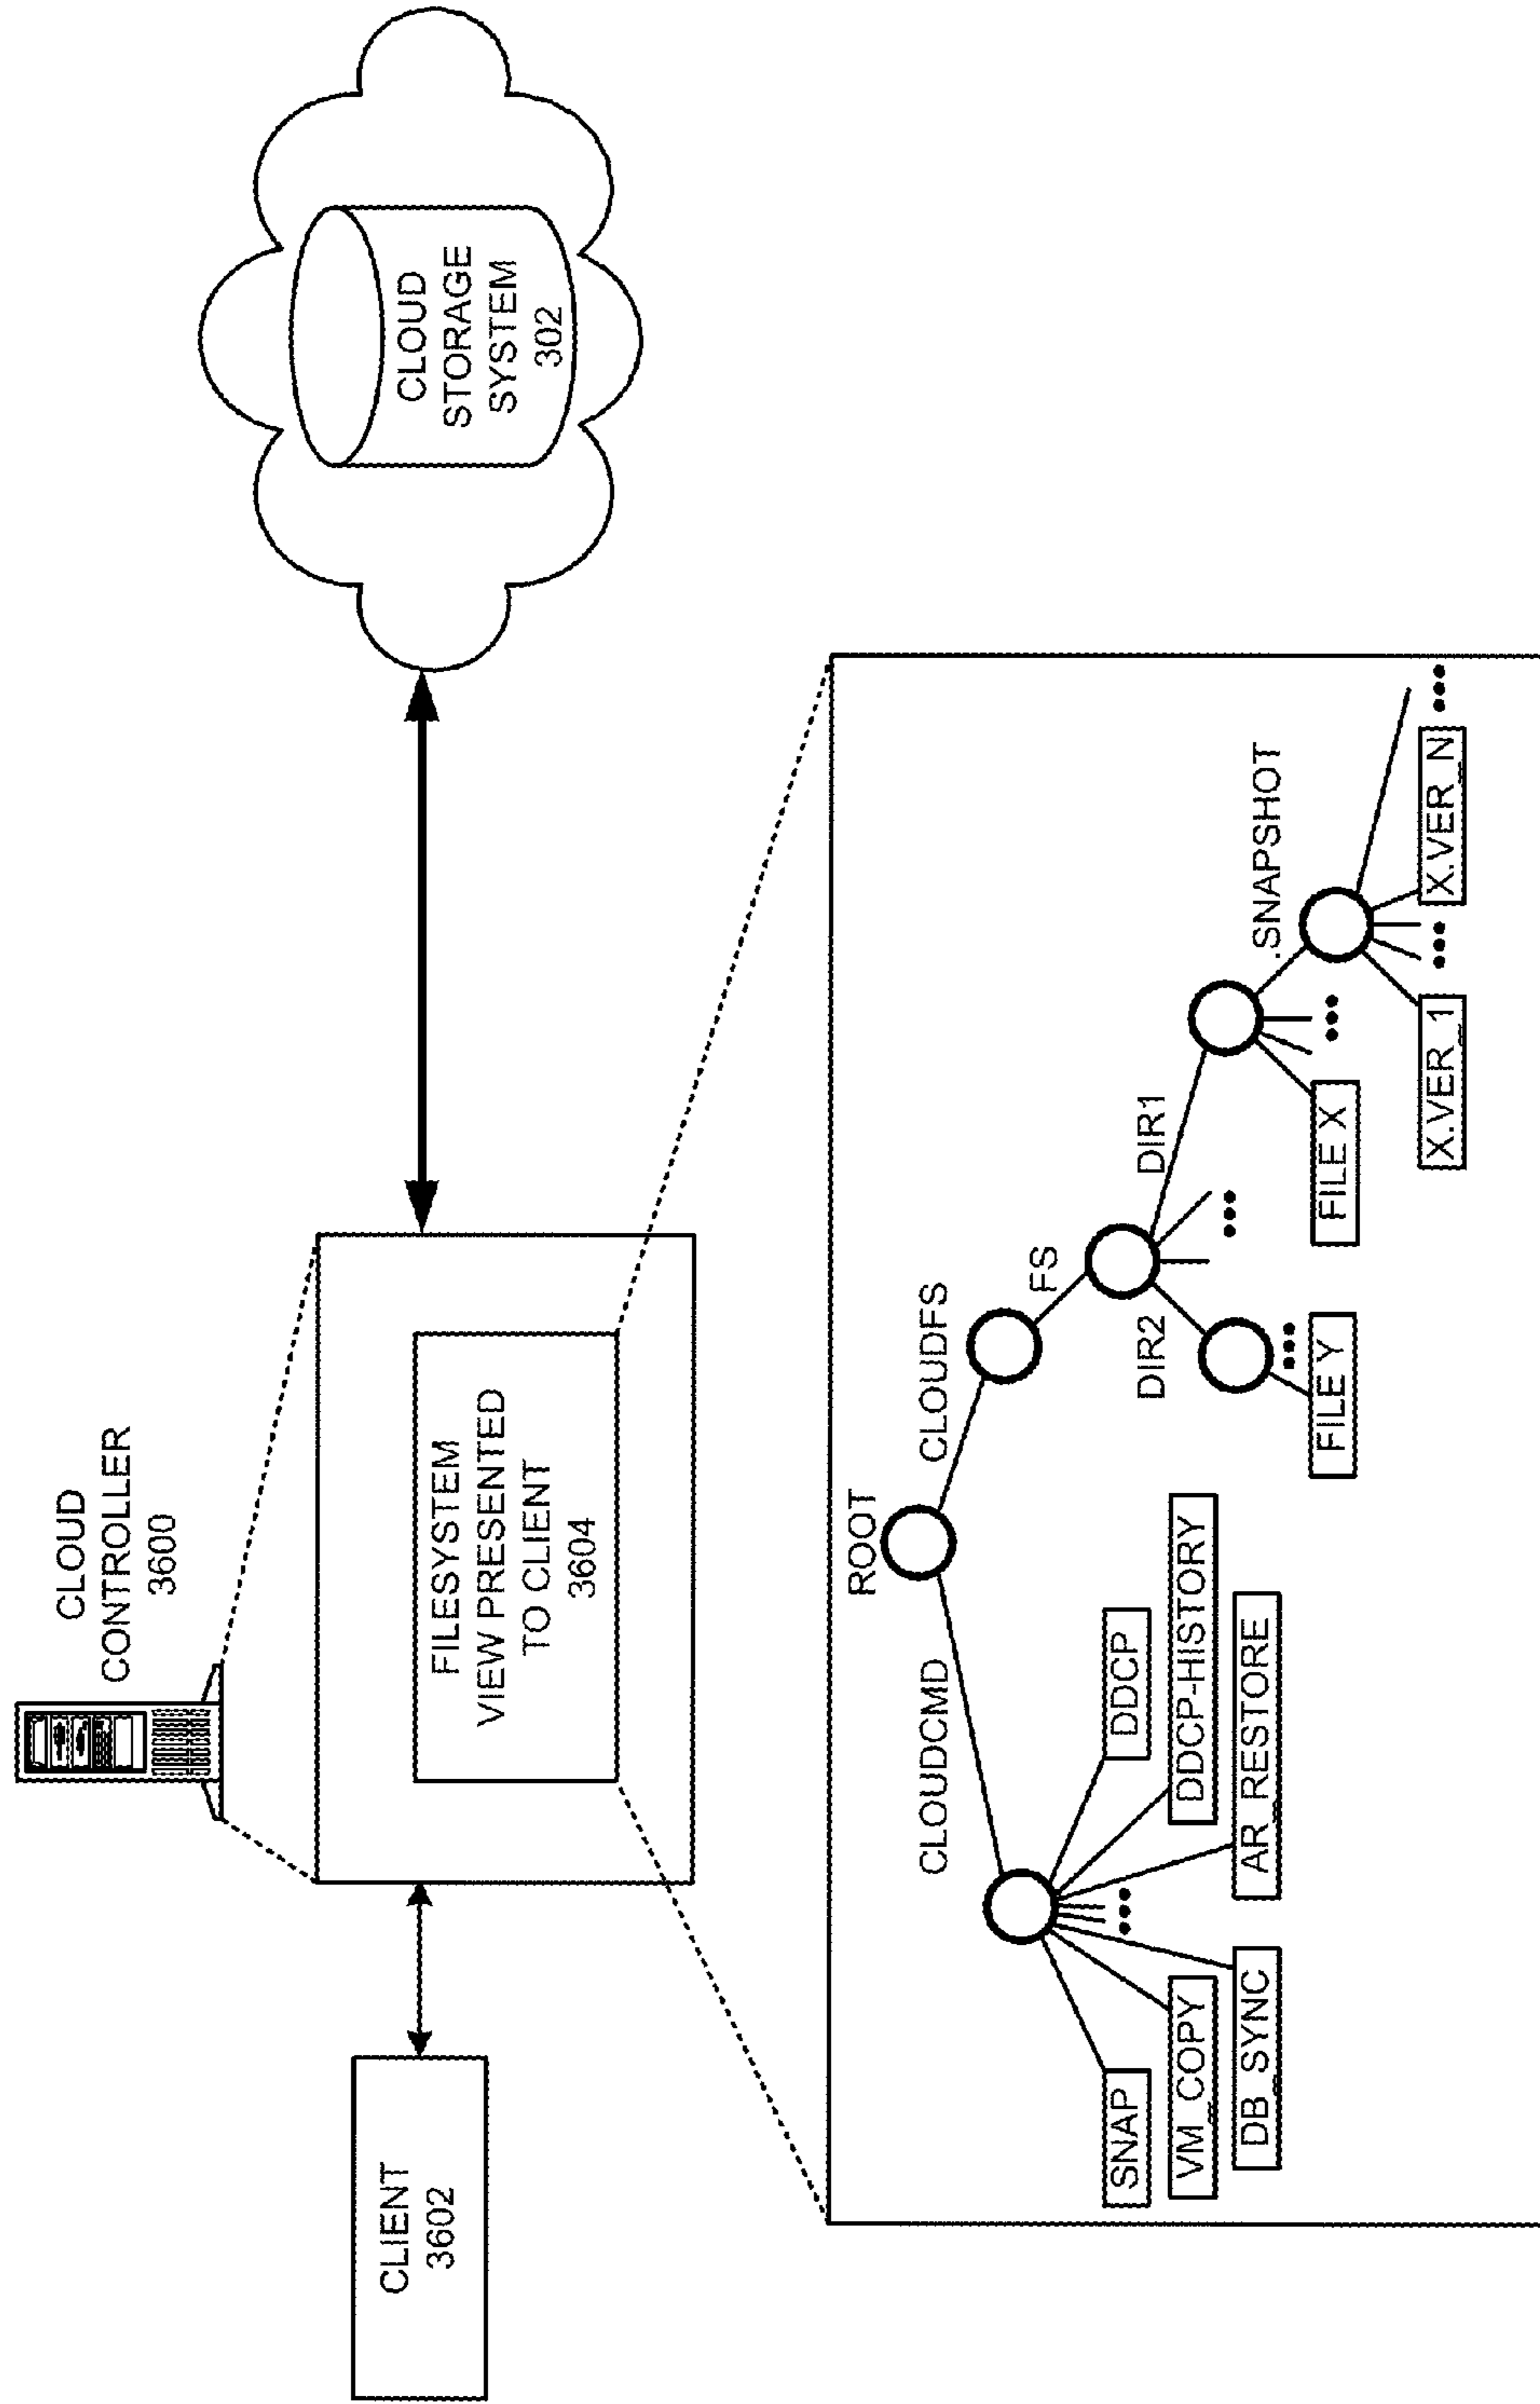 CLOUD
CONTROLLER
3600
CLIENT
3602
FILESYSTEM
VIEW PRESENTED
TO CLIENT
3604
CLOUD
STORAGE
SYSTEM
302
ROOT
CLOUDCMD
CLOUDFS
FS
SNAP
VM_COPY
DB_SYNC
DDCP
DDCP-HISTORY
AR_RESTORE
DIR2
DIR1
FILE Y
FILE X
.SNAPSHOT
X.VER_1
X.VER_N